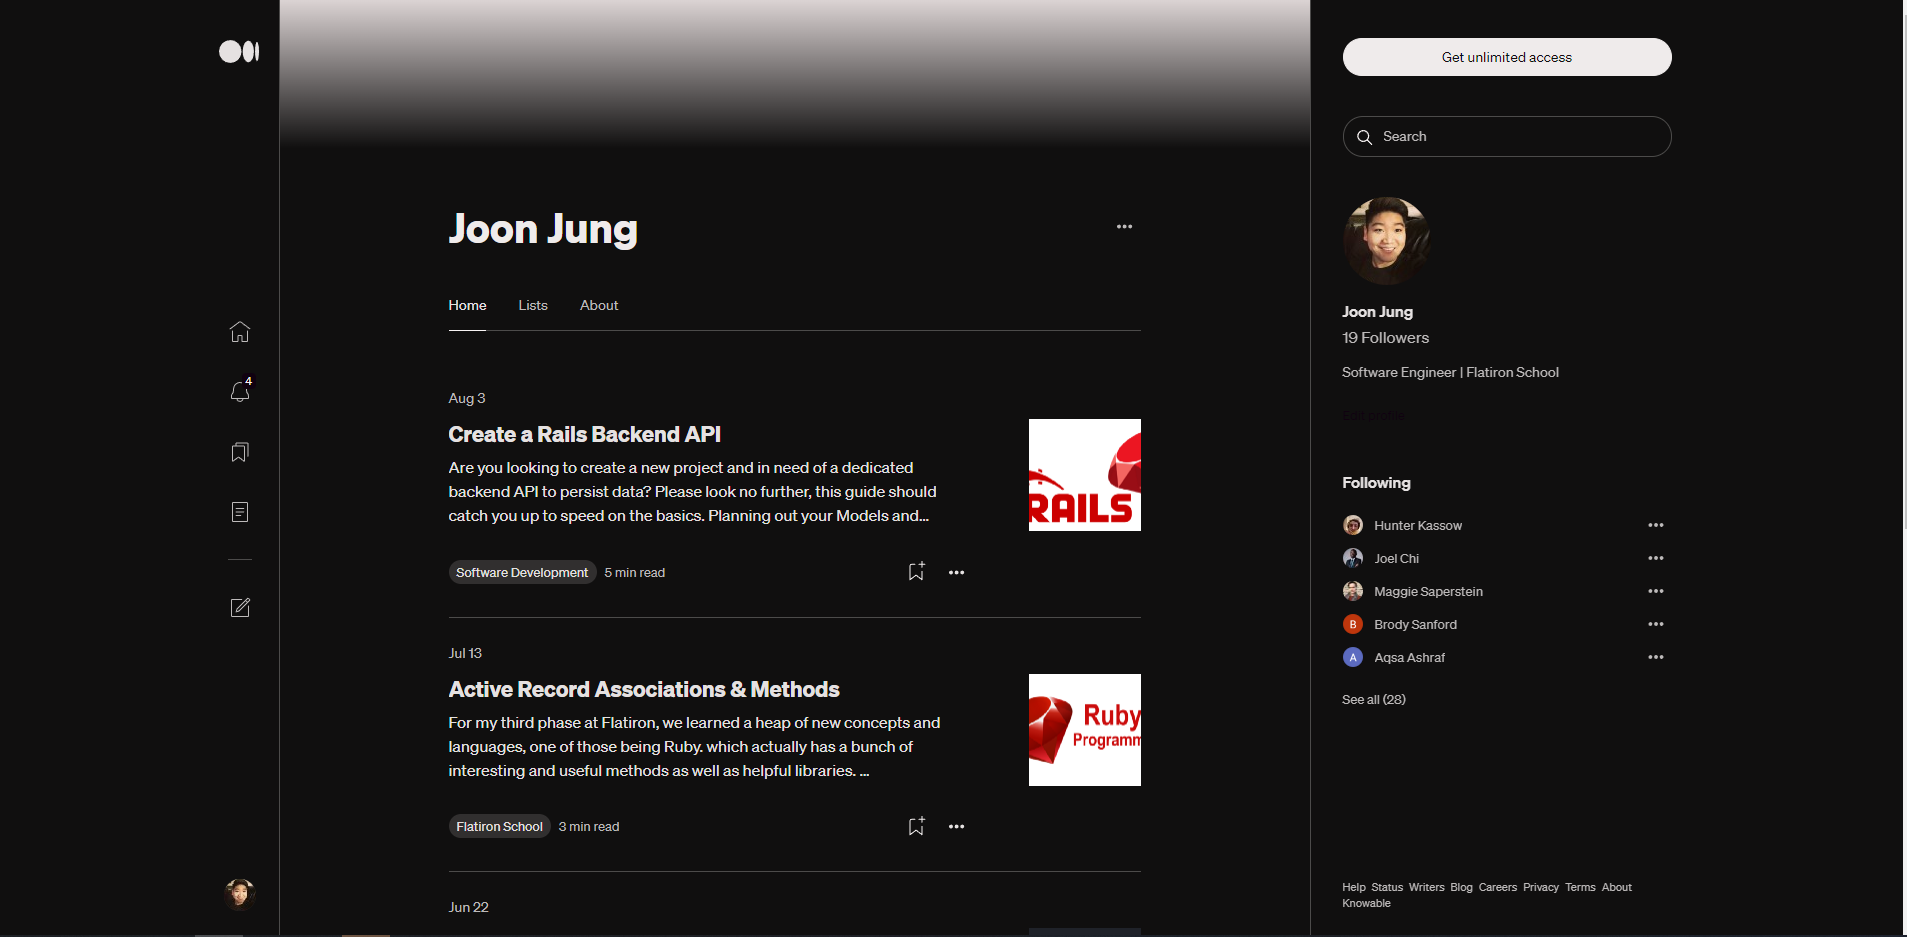 4
Joon Jung
Home Lists About
Aug 3
Create a Rails Backend API
Are you looking to create a new project and in need of a dedicated
backend API to persist data? Please look no further, this guide should
catch you up to speed on the basics. Planning out your Models and...
RAILS
Software Development 5 min read
Jul 13
Active Record Associations & Methods
For my third phase at Flatiron, we learned a heap of new concepts and
languages, one of those being Ruby. which actually has a bunch of
interesting and useful methods as well as helpful libraries. ...
Ruby
Programm
Flatiron School 3 min read
Jun 22
Get unlimited access
Search
Joon Jung
19 Followers
Software Engineer | Flatiron School
Following
Hunter Kassow
Joel Chi
Maggie Saperstein
B Brody Sanford
A Aqsa Ashraf
See all (28)
Help Status Writers Blog Careers Privacy Terms About
Knowable